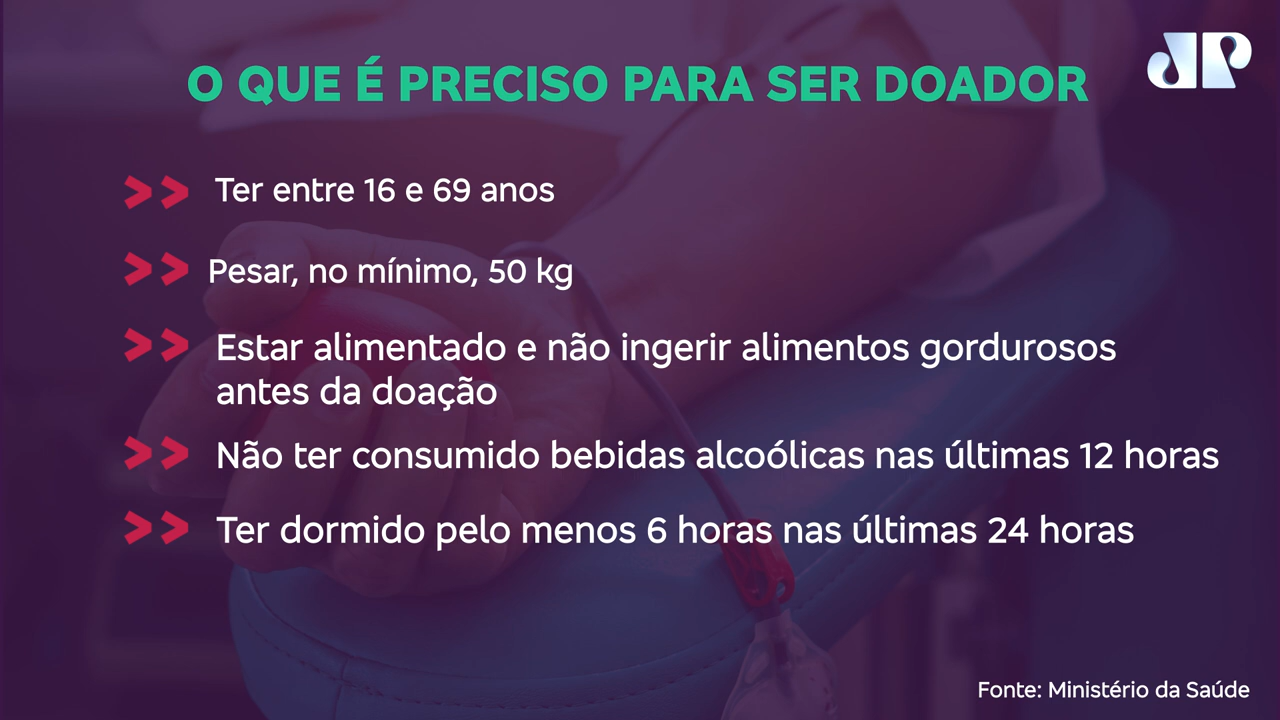 O QUE É PRECISO PARA SER DOADOR
JP
>> Ter entre 16 e 69 anos
>> Pesar, no mínimo, 50 kg
>> Estar alimentado e não ingerir alimentos gordurosos
antes da doação
>> Não ter consumido bebidas alcoólicas nas últimas 12 horas
>> Ter dormido pelo menos 6 horas nas últimas 24 horas
Fonte: Ministério da Saúde